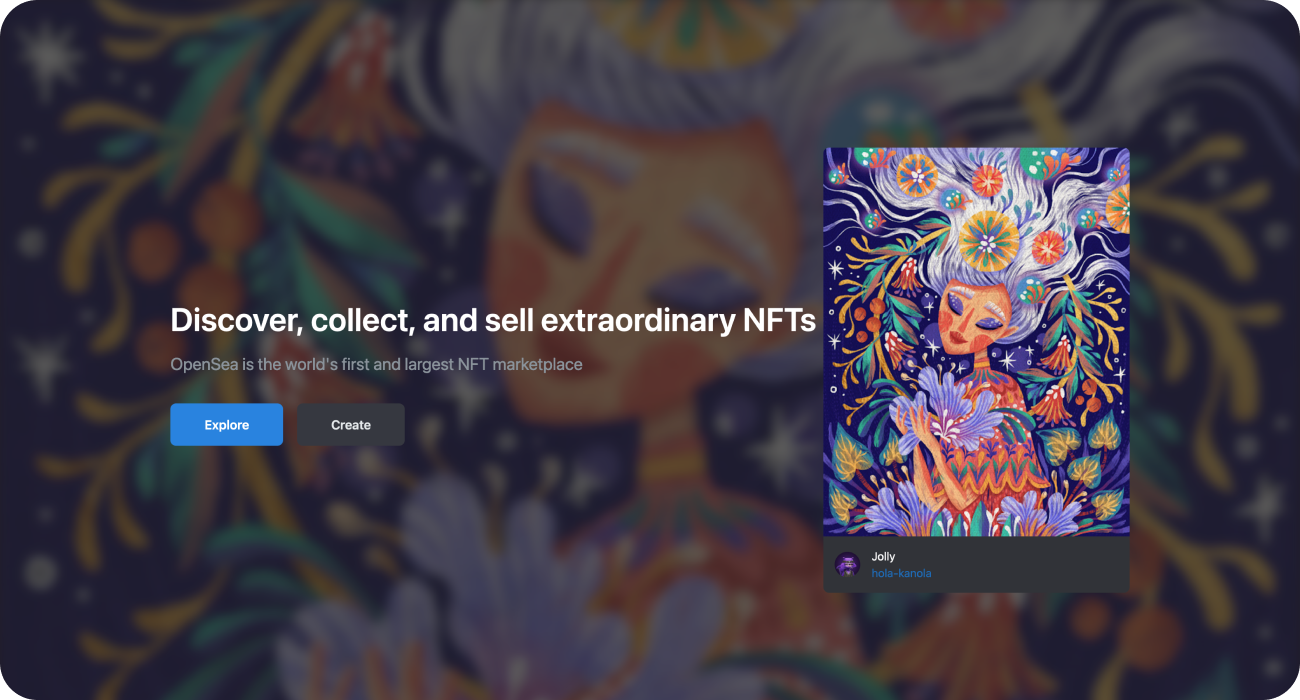 Discover, collect, and sell extraordinary NFTs
OpenSea is the world's first and largest NFT marketplace
Explore
Create
Jolly
hola-kanola